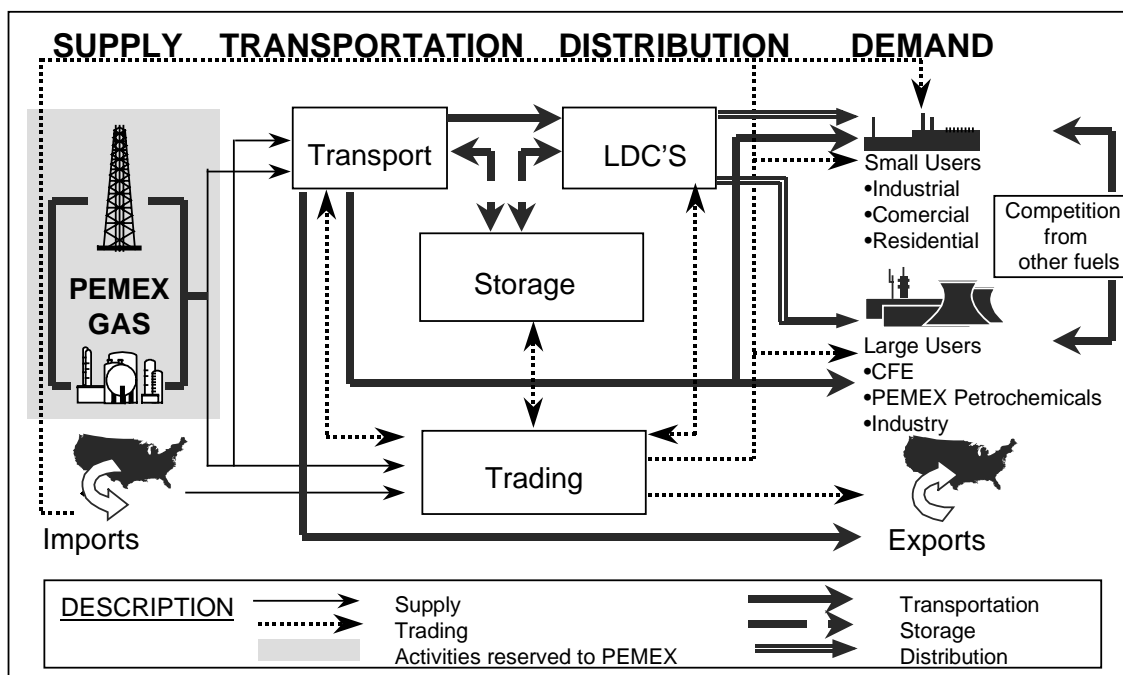 SUPPLY TRANSPORTATION DISTRIBUTION DEMAND
Transport
LDC'S
Storage
Trading
PEMEX
GAS
Imports
Small Users
•Industrial
•Comercial
•Residential
Competition
from
other fuels
Large Users
•CFE
•PEMEX Petrochemicals
•Industry
Exports
DESCRIPTION
Supply
Trading
Activities reserved to PEMEX
Transportation
Storage
Distribution